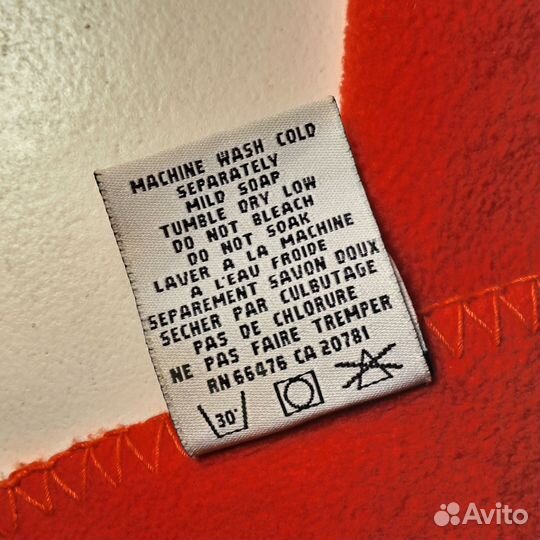 MACHINE WASH COLD
SEPARATELY
MILD SOAP
TUMBLE DRY LOW
DO NOT BLEACH
DO NOT SOAK
LAVER A LA MACHINE
A L'EAU FROIDE
SEPAREMENT SAVON DOUX
SECHER PAR CULBUTAGE
PAS DE CHLORURE
NE PAS FAIRE TREMPER
RN 66476 CA 20781
30°
Avito